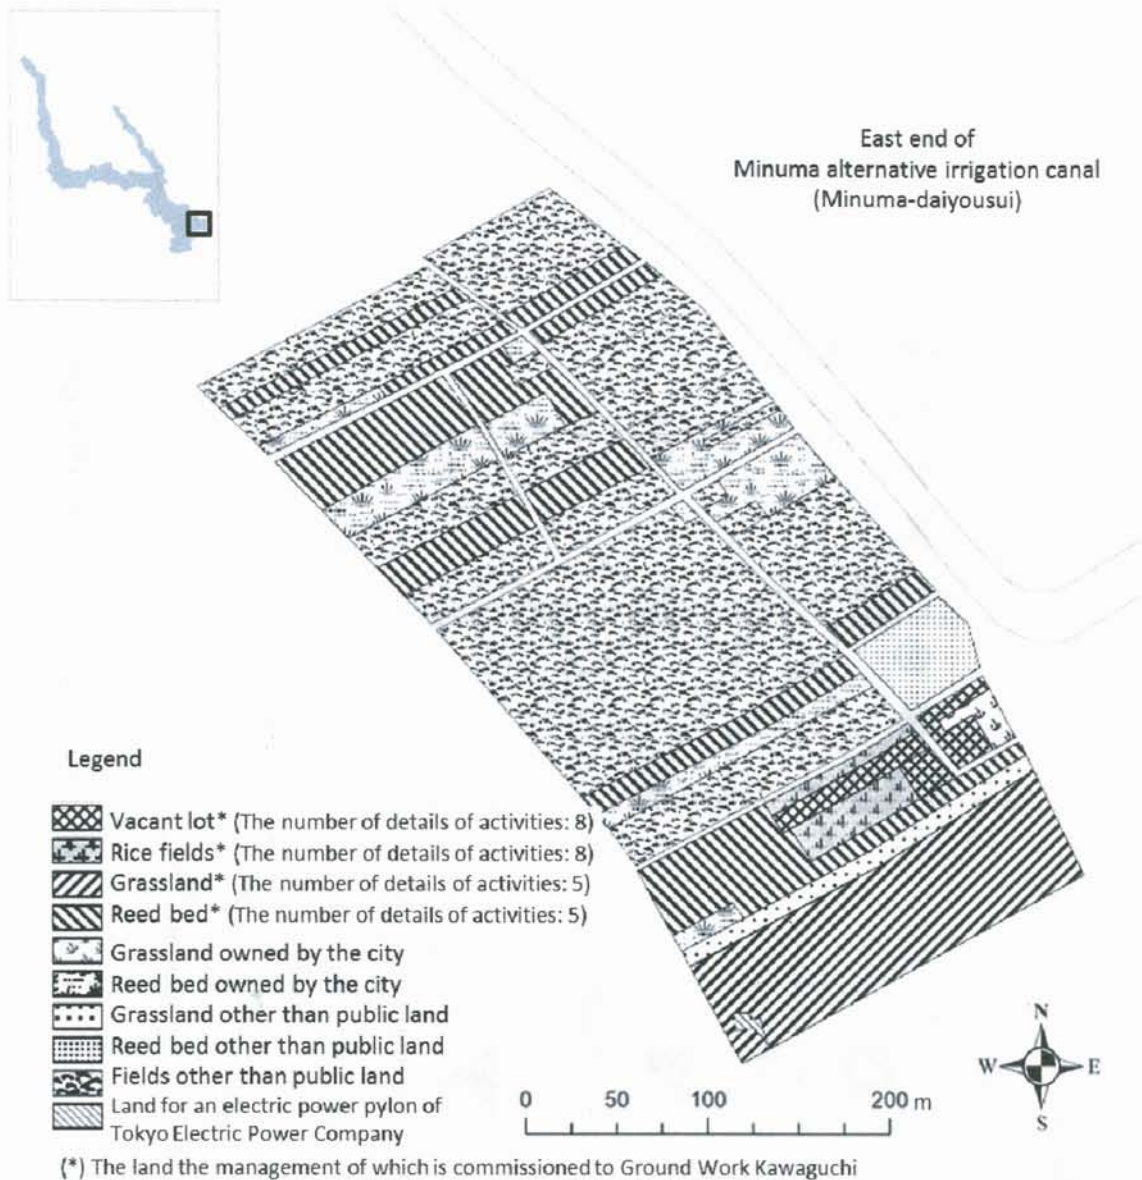 East end of
Minuma alternative irrigation canal
(Minuma-daiyousui)
Legend
Vacant lot* (The number of details of activities: 8)
Rice fields* (The number of details of activities: 8)
Grassland* (The number of details of activities: 5)
Reed bed* (The number of details of activities: 5)
Grassland owned by the city
Reed bed owned by the city
Grassland other than public land
Reed bed other than public land
Fields other than public land
Land for an electric power pylon of
Tokyo Electric Power Company
0 50 100 200 m
N
W E
S
(*) The land the management of which is commissioned to Ground Work Kawaguchi